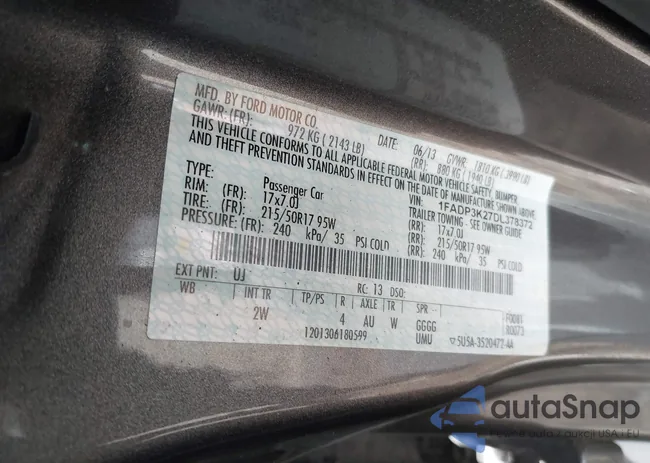 MFD. BY FORD MOTOR CO.
DATE: 06/13 GVWR: 1810 KG (3990 LB)
GAWR: (FR): 972 KG (2143 LB) (RR): 880 KG (1940 LB)
THIS VEHICLE CONFORMS TO ALL APPLICABLE FEDERAL MOTOR VEHICLE SAFETY, BUMPER,
AND THEFT PREVENTION STANDARDS IN EFFECT ON THE DATE OF MANUFACTURE SHOWN ABOVE.
VIN: 1FADP3K27DL378372
TYPE: Passenger Car TRAILER TOWING - SEE OWNER GUIDE
RIM: (FR): 17x7.0J (RR): 17x7.0J
TIRE: (FR): 215/50R17 95W (RR): 215/50R17 95W
PRESSURE: (FR): 240 kPa/ 35 PSI COLD (RR): 240 kPa/ 35 PSI COLD
EXT PNT: UJ RC: 13 DSO:
WB INT TR TP/PS R AXLE TR SPR F0081
2W 4 AU W GGGG R0073
1201306180599 UMU 5U5A-3520472-AA
autaSnap